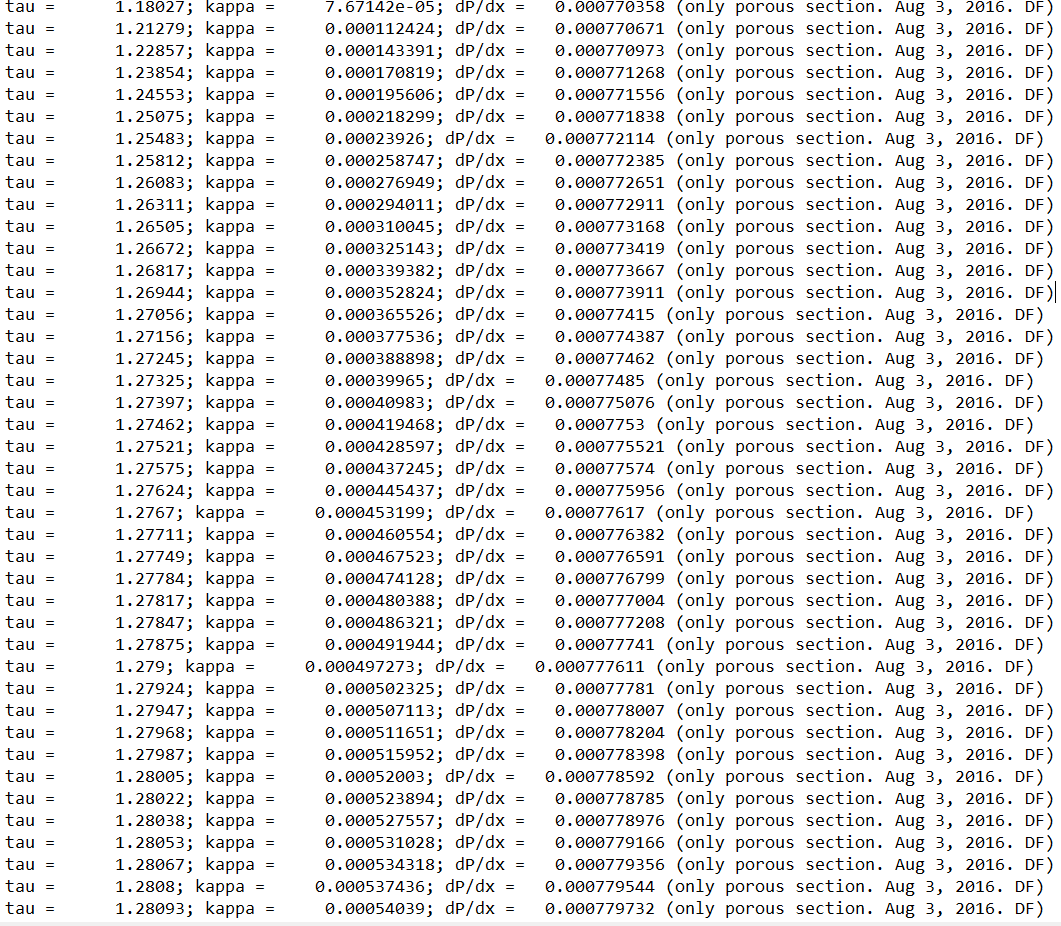 tau = 1.18027; kappa = 7.67142e-05; dP/dx = 0.000770358 (only porous section. Aug 3, 2016. DF)
tau = 1.21279; kappa = 0.000112424; dP/dx = 0.000770671 (only porous section. Aug 3, 2016. DF)
tau = 1.22857; kappa = 0.000143391; dP/dx = 0.000770973 (only porous section. Aug 3, 2016. DF)
tau = 1.23854; kappa = 0.000170819; dP/dx = 0.000771268 (only porous section. Aug 3, 2016. DF)
tau = 1.24553; kappa = 0.000195606; dP/dx = 0.000771556 (only porous section. Aug 3, 2016. DF)
tau = 1.25075; kappa = 0.000218299; dP/dx = 0.000771838 (only porous section. Aug 3, 2016. DF)
tau = 1.25483; kappa = 0.00023926; dP/dx = 0.000772114 (only porous section. Aug 3, 2016. DF)
tau = 1.25812; kappa = 0.000258747; dP/dx = 0.000772385 (only porous section. Aug 3, 2016. DF)
tau = 1.26083; kappa = 0.000276949; dP/dx = 0.000772651 (only porous section. Aug 3, 2016. DF)
tau = 1.26311; kappa = 0.000294011; dP/dx = 0.000772911 (only porous section. Aug 3, 2016. DF)
tau = 1.26505; kappa = 0.000310045; dP/dx = 0.000773168 (only porous section. Aug 3, 2016. DF)
tau = 1.26672; kappa = 0.000325143; dP/dx = 0.000773419 (only porous section. Aug 3, 2016. DF)
tau = 1.26817; kappa = 0.000339382; dP/dx = 0.000773667 (only porous section. Aug 3, 2016. DF)
tau = 1.26944; kappa = 0.000352824; dP/dx = 0.000773911 (only porous section. Aug 3, 2016. DF)
tau = 1.27056; kappa = 0.000365526; dP/dx = 0.00077415 (only porous section. Aug 3, 2016. DF)
tau = 1.27156; kappa = 0.000377536; dP/dx = 0.000774387 (only porous section. Aug 3, 2016. DF)
tau = 1.27245; kappa = 0.000388898; dP/dx = 0.00077462 (only porous section. Aug 3, 2016. DF)
tau = 1.27325; kappa = 0.00039965; dP/dx = 0.00077485 (only porous section. Aug 3, 2016. DF)
tau = 1.27397; kappa = 0.00040983; dP/dx = 0.000775076 (only porous section. Aug 3, 2016. DF)
tau = 1.27462; kappa = 0.000419468; dP/dx = 0.0007753 (only porous section. Aug 3, 2016. DF)
tau = 1.27521; kappa = 0.000428597; dP/dx = 0.000775521 (only porous section. Aug 3, 2016. DF)
tau = 1.27575; kappa = 0.000437245; dP/dx = 0.00077574 (only porous section. Aug 3, 2016. DF)
tau = 1.27624; kappa = 0.000445437; dP/dx = 0.000775956 (only porous section. Aug 3, 2016. DF)
tau = 1.2767; kappa = 0.000453199; dP/dx = 0.00077617 (only porous section. Aug 3, 2016. DF)
tau = 1.27711; kappa = 0.000460554; dP/dx = 0.000776382 (only porous section. Aug 3, 2016. DF)
tau = 1.27749; kappa = 0.000467523; dP/dx = 0.000776591 (only porous section. Aug 3, 2016. DF)
tau = 1.27784; kappa = 0.000474128; dP/dx = 0.000776799 (only porous section. Aug 3, 2016. DF)
tau = 1.27817; kappa = 0.000480388; dP/dx = 0.000777004 (only porous section. Aug 3, 2016. DF)
tau = 1.27847; kappa = 0.000486321; dP/dx = 0.000777208 (only porous section. Aug 3, 2016. DF)
tau = 1.27875; kappa = 0.000491944; dP/dx = 0.00077741 (only porous section. Aug 3, 2016. DF)
tau = 1.279; kappa = 0.000497273; dP/dx = 0.000777611 (only porous section. Aug 3, 2016. DF)
tau = 1.27924; kappa = 0.000502325; dP/dx = 0.00077781 (only porous section. Aug 3, 2016. DF)
tau = 1.27947; kappa = 0.000507113; dP/dx = 0.000778007 (only porous section. Aug 3, 2016. DF)
tau = 1.27968; kappa = 0.000511651; dP/dx = 0.000778204 (only porous section. Aug 3, 2016. DF)
tau = 1.27987; kappa = 0.000515952; dP/dx = 0.000778398 (only porous section. Aug 3, 2016. DF)
tau = 1.28005; kappa = 0.00052003; dP/dx = 0.000778592 (only porous section. Aug 3, 2016. DF)
tau = 1.28022; kappa = 0.000523894; dP/dx = 0.000778785 (only porous section. Aug 3, 2016. DF)
tau = 1.28038; kappa = 0.000527557; dP/dx = 0.000778976 (only porous section. Aug 3, 2016. DF)
tau = 1.28053; kappa = 0.000531028; dP/dx = 0.000779166 (only porous section. Aug 3, 2016. DF)
tau = 1.28067; kappa = 0.000534318; dP/dx = 0.000779356 (only porous section. Aug 3, 2016. DF)
tau = 1.2808; kappa = 0.000537436; dP/dx = 0.000779544 (only porous section. Aug 3, 2016. DF)
tau = 1.28093; kappa = 0.00054039; dP/dx = 0.000779732 (only porous section. Aug 3, 2016. DF)